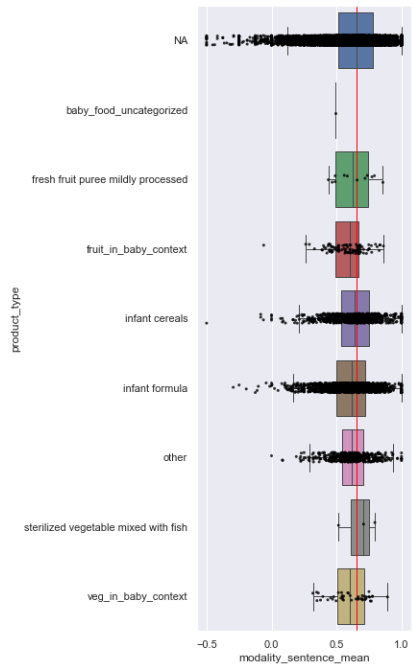 NA
baby_food_uncategorized
fresh fruit puree mildly processed
fruit_in_baby_context
infant cereals
infant formula
other
sterilized vegetable mixed with fish
veg_in_baby_context
product_type
−0.5 0.0 0.5 1.0
modality_sentence_mean